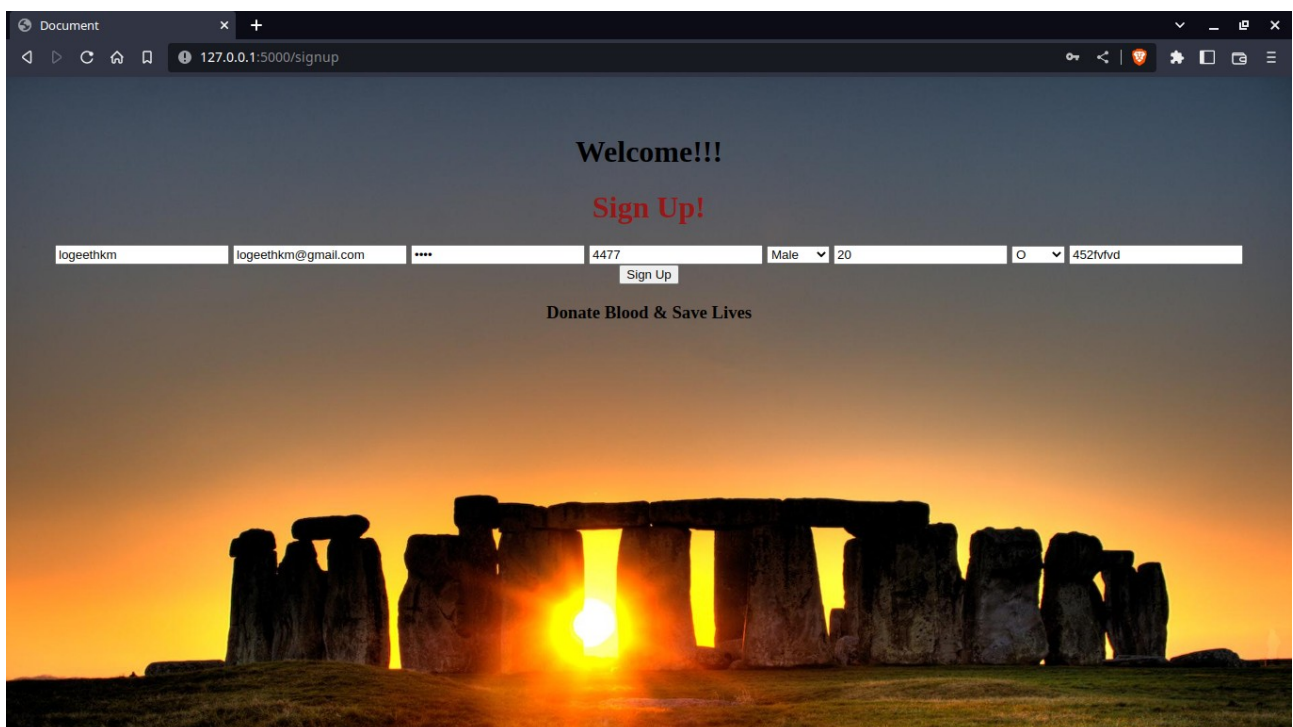 Document
127.0.0.1:5000/signup
Welcome!!!
Sign Up!
logeethkm logeethkm@gmail.com •••• 4477 Male 20 O 452fvfvd
Sign Up
Donate Blood & Save Lives